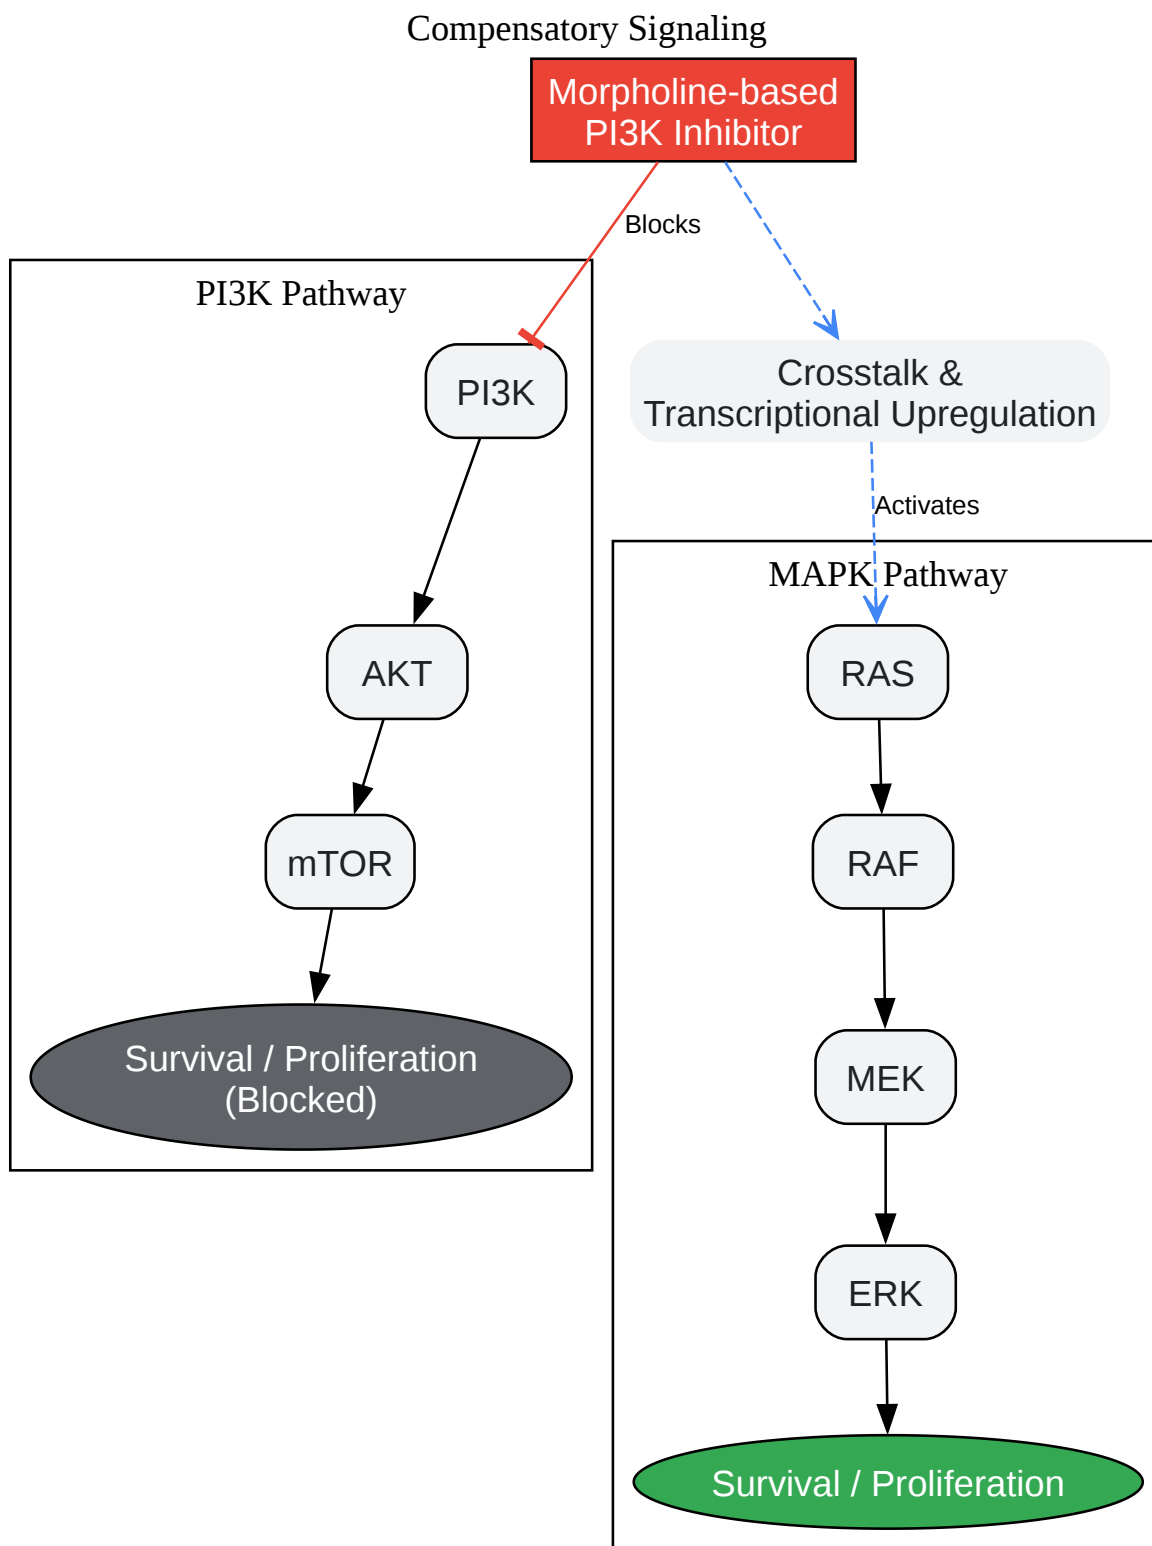 Compensatory Signaling
Morpholine-based
PI3K Inhibitor
Blocks
PI3K Pathway
PI3K
Crosstalk &
Transcriptional Upregulation
Activates
MAPK Pathway
AKT
RAS
mTOR
RAF
Survival / Proliferation
(Blocked)
MEK
ERK
Survival / Proliferation